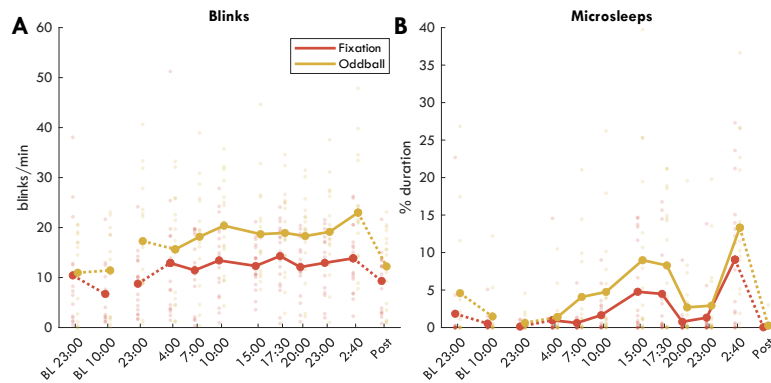 A
Blinks
60
50
40
30
20
10
0
blinks/min
Fixation
Oddball
BL 23:00
BL 10:00
23:00
4:00
7:00
10:00
15:00
17:30
20:00
23:00
2:40
Post
B
Microsleeps
40
35
30
25
20
15
10
5
0
% duration
BL 23:00
BL 10:00
23:00
4:00
7:00
10:00
15:00
17:30
20:00
23:00
2:40
Post